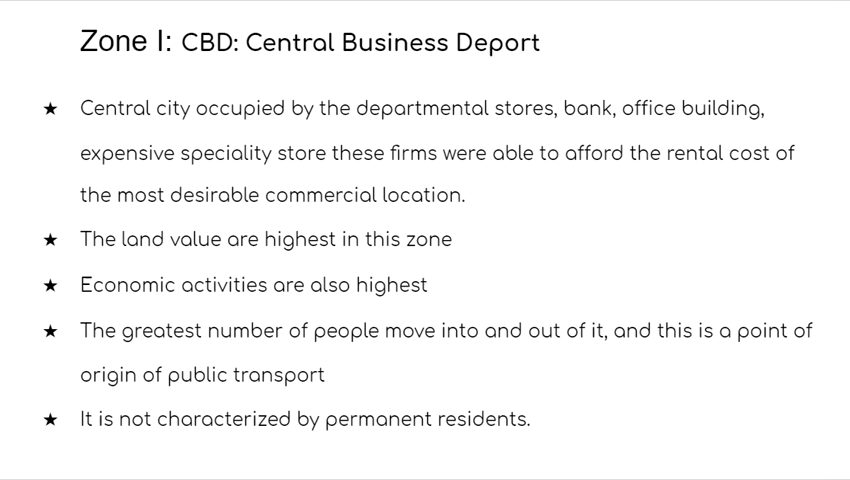 Zone I: CBD: Central Business Deport
★ Central city occupied by the departmental stores, bank, office building,
expensive speciality store these firms were able to afford the rental cost of
the most desirable commercial location.
★ The land value are highest in this zone
★ Economic activities are also highest
★ The greatest number of people move into and out of it, and this is a point of
origin of public transport
★ It is not characterized by permanent residents.